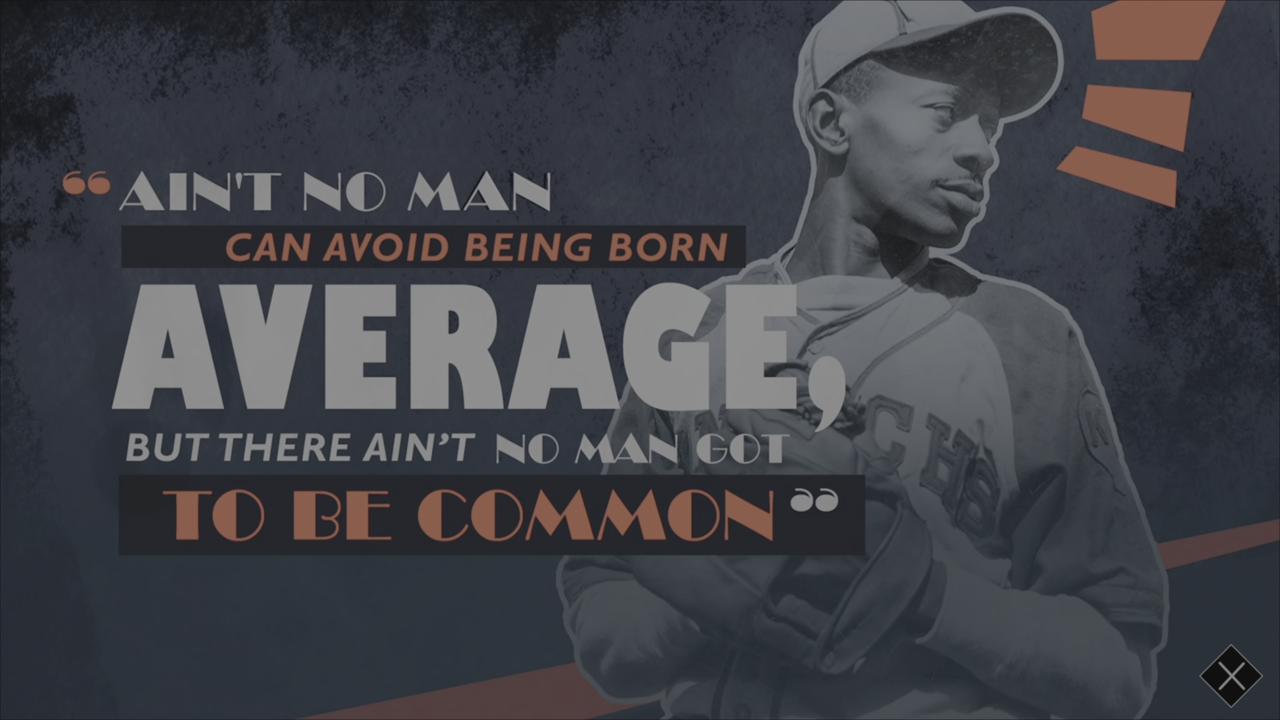 “AIN'T NO MAN
CAN AVOID BEING BORN
AVERAGE,
BUT THERE AIN’T NO MAN GOT
TO BE COMMON”